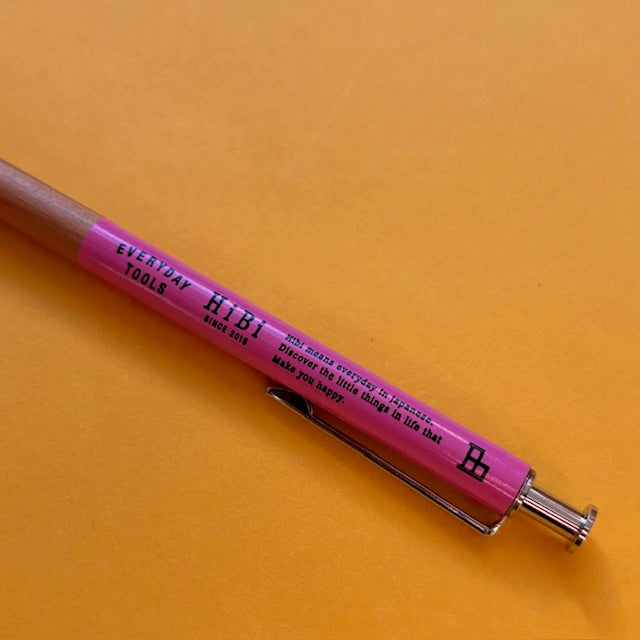 EVERYDAY
TOOLS
HiBi
SINCE 2018
Hibi means everyday in Japanese.
Discover the little things in life that
Make you happy.